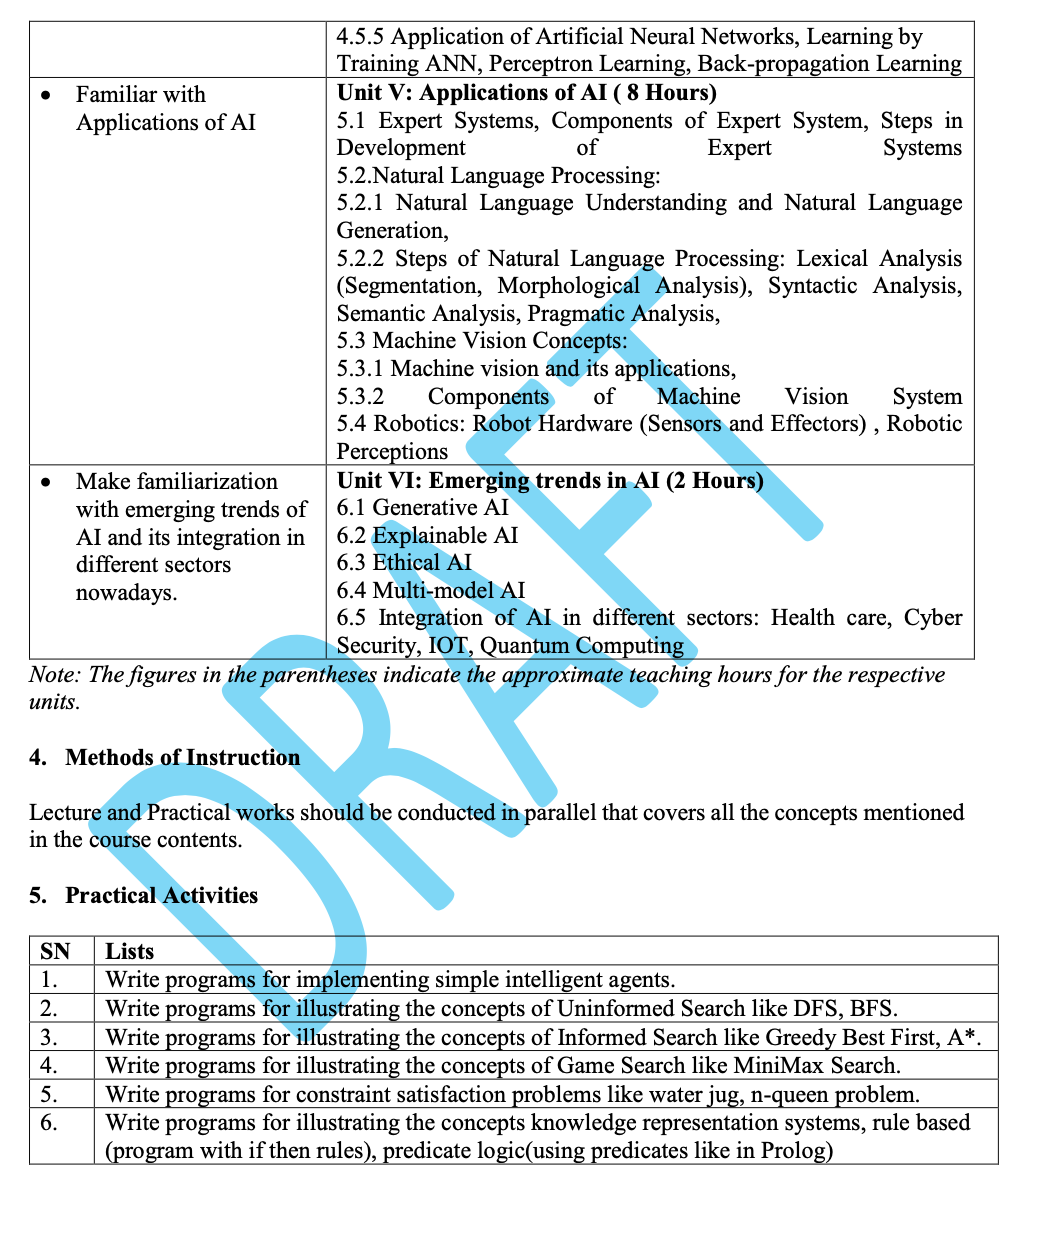 4.5.5 Application of Artificial Neural Networks, Learning by
Training ANN, Perceptron Learning, Back-propagation Learning
• Familiar with
Applications of AI
Unit V: Applications of AI ( 8 Hours)
5.1 Expert Systems, Components of Expert System, Steps in
Development of Expert Systems
5.2.Natural Language Processing:
5.2.1 Natural Language Understanding and Natural Language
Generation,
5.2.2 Steps of Natural Language Processing: Lexical Analysis
(Segmentation, Morphological Analysis), Syntactic Analysis,
Semantic Analysis, Pragmatic Analysis,
5.3 Machine Vision Concepts:
5.3.1 Machine vision and its applications,
5.3.2 Components of Machine Vision System
5.4 Robotics: Robot Hardware (Sensors and Effectors) , Robotic
Perceptions
• Make familiarization
with emerging trends of
AI and its integration in
different sectors
nowadays.
Unit VI: Emerging trends in AI (2 Hours)
6.1 Generative AI
6.2 Explainable AI
6.3 Ethical AI
6.4 Multi-model AI
6.5 Integration of AI in different sectors: Health care, Cyber
Security, IOT, Quantum Computing
Note: The figures in the parentheses indicate the approximate teaching hours for the respective
units.
4. Methods of Instruction
Lecture and Practical works should be conducted in parallel that covers all the concepts mentioned
in the course contents.
5. Practical Activities
SN Lists
1. Write programs for implementing simple intelligent agents.
2. Write programs for illustrating the concepts of Uninformed Search like DFS, BFS.
3. Write programs for illustrating the concepts of Informed Search like Greedy Best First, A*.
4. Write programs for illustrating the concepts of Game Search like MiniMax Search.
5. Write programs for constraint satisfaction problems like water jug, n-queen problem.
6. Write programs for illustrating the concepts knowledge representation systems, rule based
(program with if then rules), predicate logic(using predicates like in Prolog)
DRAFT